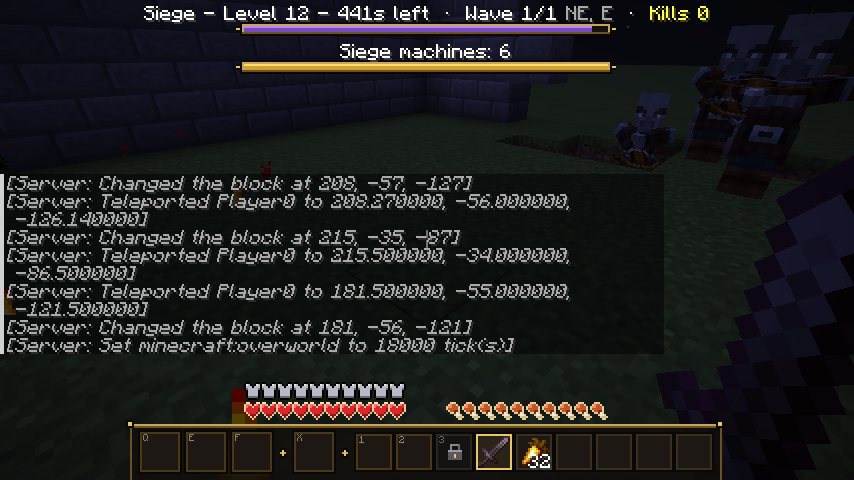 Siege - Level 12 - 441s left · Wave 1/1 NE, E · Kills 0
Siege machines: 6
[Server: Changed the block at 208, -57, -127]
[Server: Teleported Player0 to 208.270000, -56.000000,
-126.140000]
[Server: Changed the block at 215, -35, -87]
[Server: Teleported Player0 to 215.500000, -34.000000,
-86.500000]
[Server: Teleported Player0 to 181.500000, -55.000000,
-121.500000]
[Server: Changed the block at 181, -56, -121]
[Server: Set minecraft:overworld to 18000 tick(s)]
Q E F X 1 2 3 32